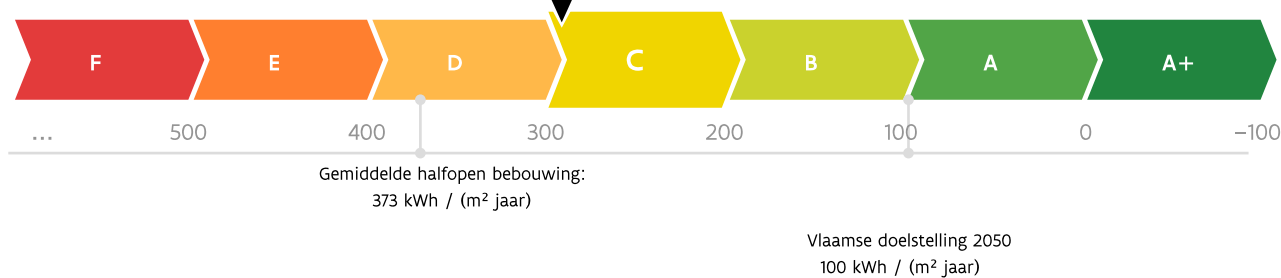 F E D C B A A+
... 500 400 300 200 100 0 −100
Gemiddelde halfopen bebouwing:
373 kWh / (m² jaar)
Vlaamse doelstelling 2050
100 kWh / (m² jaar)